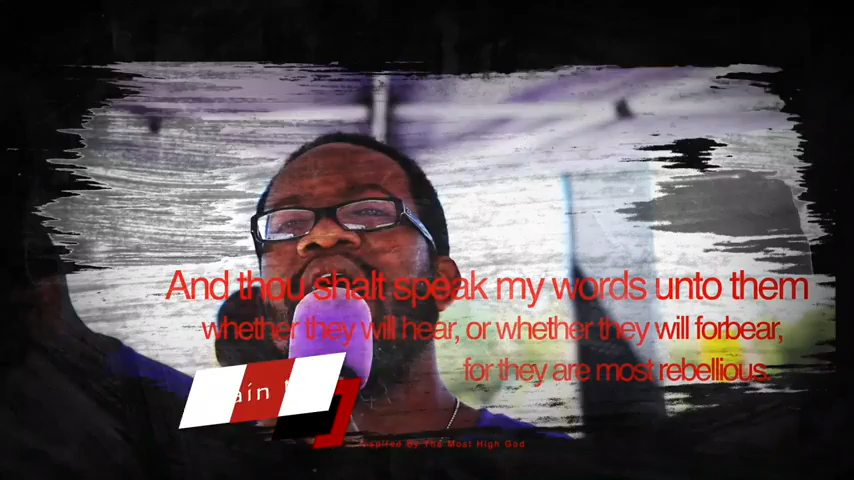 And thou shalt speak my words unto them
whether they will hear, or whether they will forbear,
for they are most rebellious.
Inspired By The Most High God